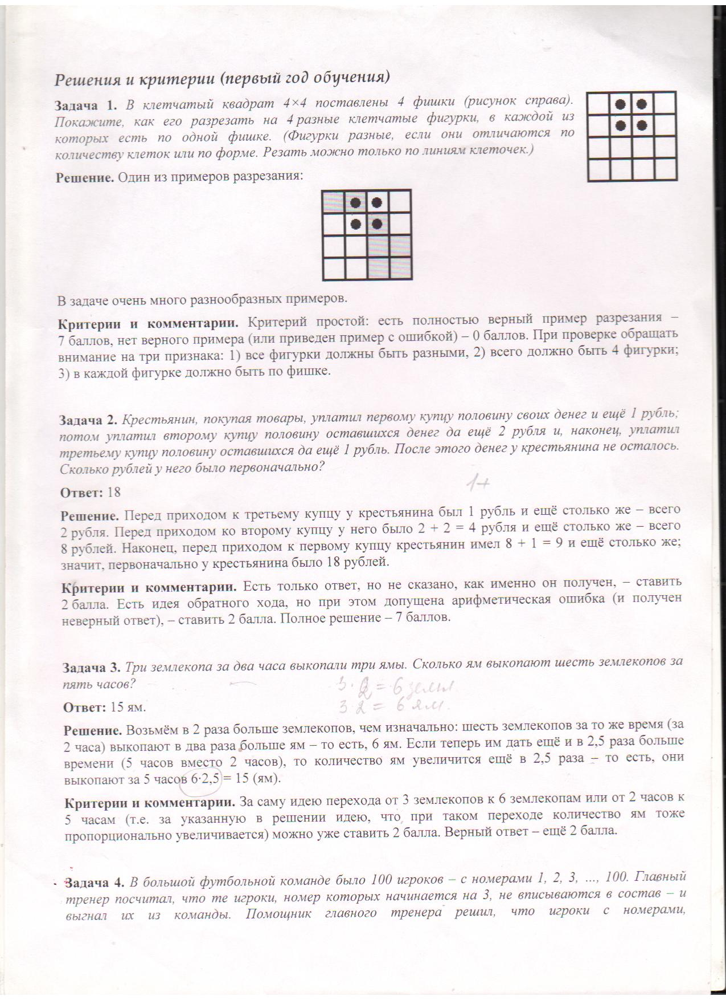 Решения и критерии (первый год обучения)
Задача 1. В клетчатый квадрат 4×4 поставлены 4 фишки (рисунок справа).
Покажите, как его разрезать на 4 разные клетчатые фигурки, в каждой из
которых есть по одной фишке. (Фигурки разные, если они отличаются по
количеству клеток или по форме. Резать можно только по линиям клеточек.)
Решение. Один из примеров разрезания:
В задаче очень много разнообразных примеров.
Критерии и комментарии. Критерий простой: есть полностью верный пример разрезания –
7 баллов, нет верного примера (или приведен пример с ошибкой) – 0 баллов. При проверке обращать
внимание на три признака: 1) все фигурки должны быть разными, 2) всего должно быть 4 фигурки;
3) в каждой фигурке должно быть по фишке.
Задача 2. Крестьянин, покупая товары, уплатил первому купцу половину своих денег и ещё 1 рубль;
потом уплатил второму купцу половину оставшихся денег да ещё 2 рубля и, наконец, уплатил
третьему купцу половину оставшихся да ещё 1 рубль. После этого денег у крестьянина не осталось.
Сколько рублей у него было первоначально?
1+
Ответ: 18
Решение. Перед приходом к третьему купцу у крестьянина был 1 рубль и ещё столько же – всего
2 рубля. Перед приходом ко второму купцу у него было 2 + 2 = 4 рубля и ещё столько же – всего
8 рублей. Наконец, перед приходом к первому купцу крестьянин имел 8 + 1 = 9 и ещё столько же;
значит, первоначально у крестьянина было 18 рублей.
Критерии и комментарии. Есть только ответ, но не сказано, как именно он получен, – ставить
2 балла. Есть идея обратного хода, но при этом допущена арифметическая ошибка (и получен
неверный ответ), – ставить 2 балла. Полное решение – 7 баллов.
Задача 3. Три землекопа за два часа выкопали три ямы. Сколько ям выкопают шесть землекопов за
пять часов?
3·2 = 6 земл.
3·2 = 6 ям.
Ответ: 15 ям.
Решение. Возьмём в 2 раза больше землекопов, чем изначально: шесть землекопов за то же время (за
2 часа) выкопают в два раза больше ям – то есть, 6 ям. Если теперь им дать ещё и в 2,5 раза больше
времени (5 часов вместо 2 часов), то количество ям увеличится ещё в 2,5 раза – то есть, они
выкопают за 5 часов 6·2,5 = 15 (ям).
Критерии и комментарии. За саму идею перехода от 3 землекопов к 6 землекопам или от 2 часов к
5 часам (т.е. за указанную в решении идею, что при таком переходе количество ям тоже
пропорционально увеличивается) можно уже ставить 2 балла. Верный ответ – ещё 2 балла.
Задача 4. В большой футбольной команде было 100 игроков – с номерами 1, 2, 3, ..., 100. Главный
тренер посчитал, что те игроки, номер которых начинается на 3, не вписываются в состав – и
выгнал их из команды. Помощник главного тренера решил, что игроки с номерами,